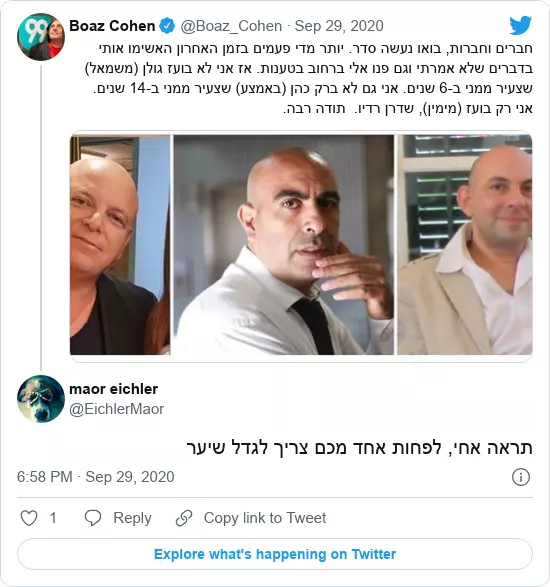 Boaz Cohen @Boaz_Cohen · Sep 29, 2020
חברים וחברות, בואו נעשה סדר. יותר מדי פעמים בזמן האחרון האשימו אותי
בדברים שלא אמרתי וגם פנו אלי ברחוב בטענות. אז אני לא בועז גולן (משמאל)
שצעיר ממני ב-6 שנים. אני גם לא ברק כהן (באמצע) שצעיר ממני ב-14 שנים.
אני רק בועז (מימין), שדרן רדיו. תודה רבה.
maor eichler
@EichlerMaor
תראה אחי, לפחות אחד מכם צריך לגדל שיער
6:58 PM · Sep 29, 2020
1 Reply Copy link to Tweet
Explore what's happening on Twitter